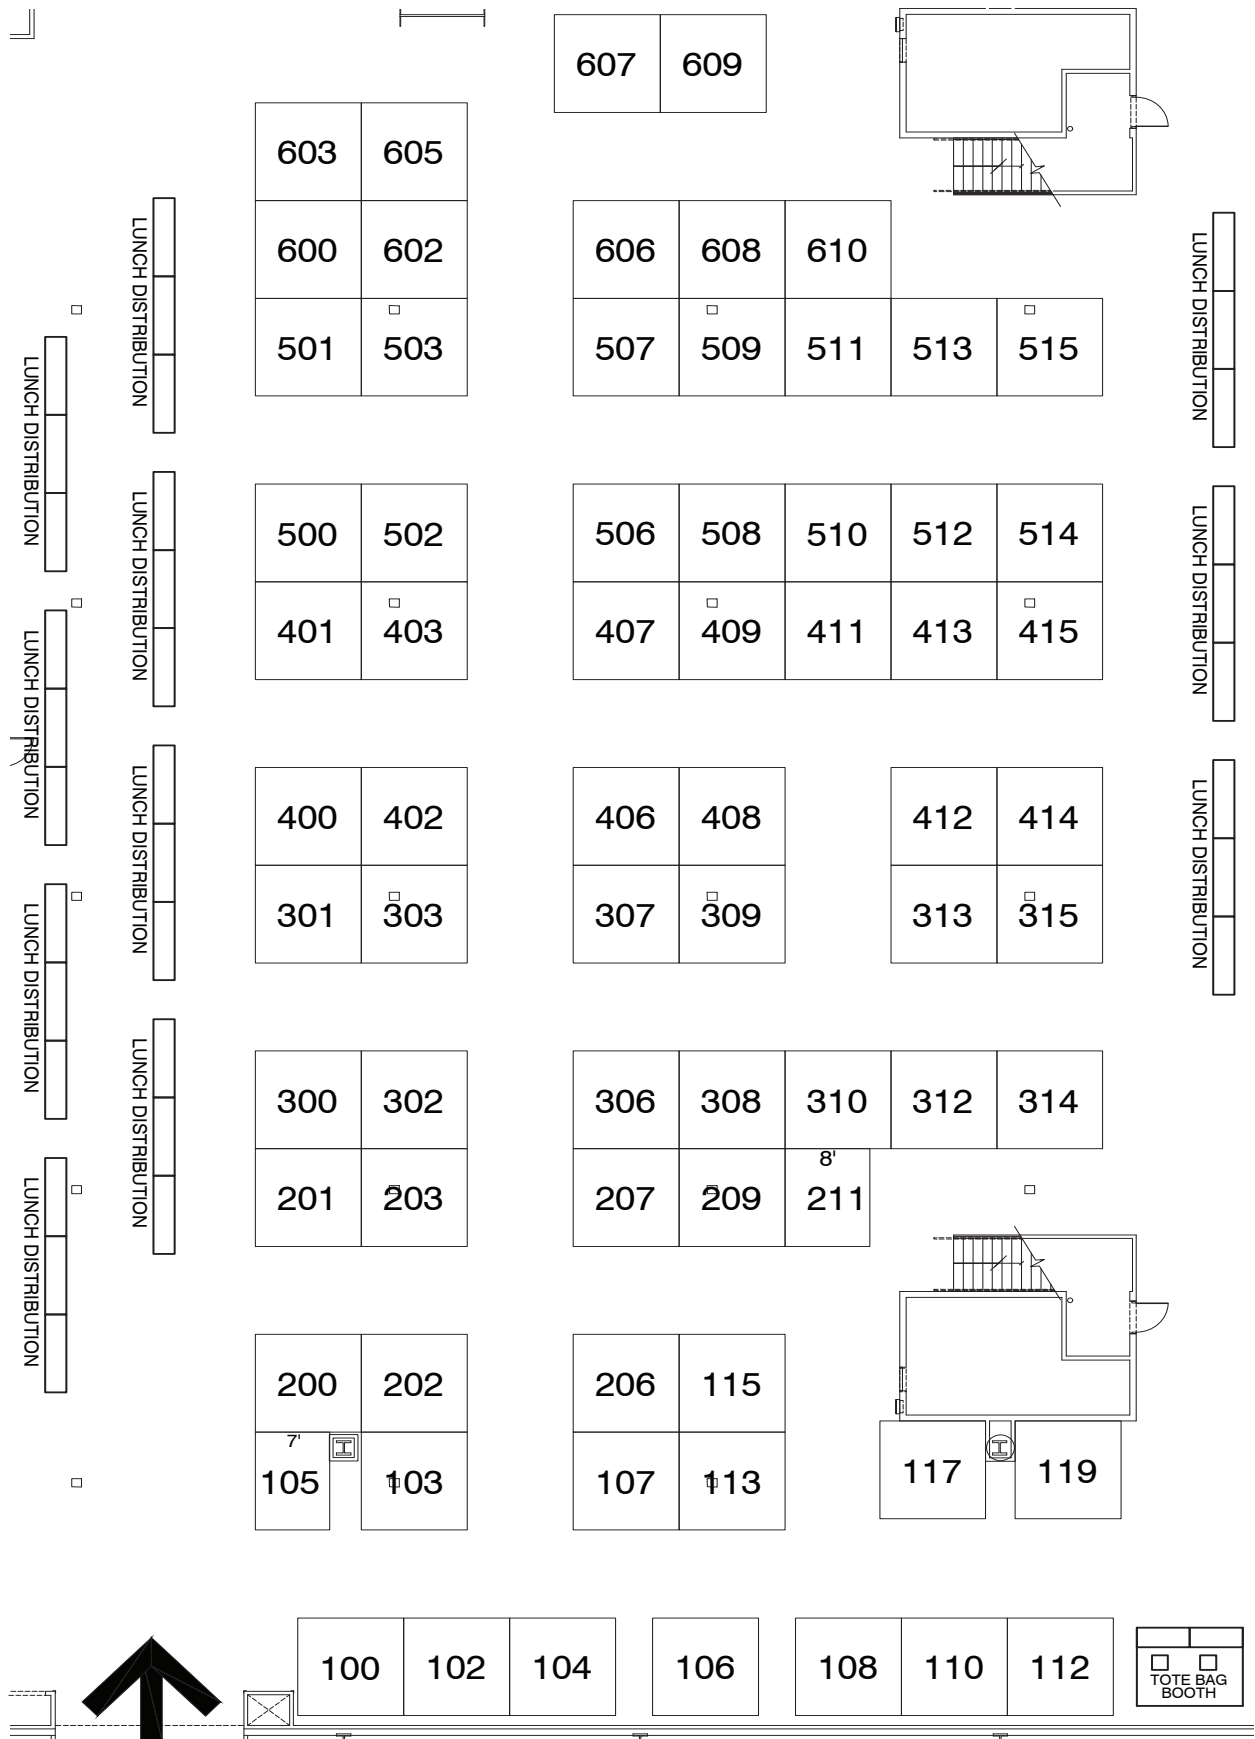 607 609
603 605
600 602 606 608 610
501 503 507 509 511 513 515
LUNCH DISTRIBUTION
LUNCH DISTRIBUTION
LUNCH DISTRIBUTION
500 502 506 508 510 512 514
401 403 407 409 411 413 415
LUNCH DISTRIBUTION
LUNCH DISTRIBUTION
LUNCH DISTRIBUTION
400 402 406 408 412 414
301 303 307 309 313 315
LUNCH DISTRIBUTION
LUNCH DISTRIBUTION
LUNCH DISTRIBUTION
300 302 306 308 310 312 314
8'
201 203 207 209 211
LUNCH DISTRIBUTION
LUNCH DISTRIBUTION
200 202 206 115
7'
105 103 107 113 117 119
100 102 104 106 108 110 112
TOTE BAG
BOOTH